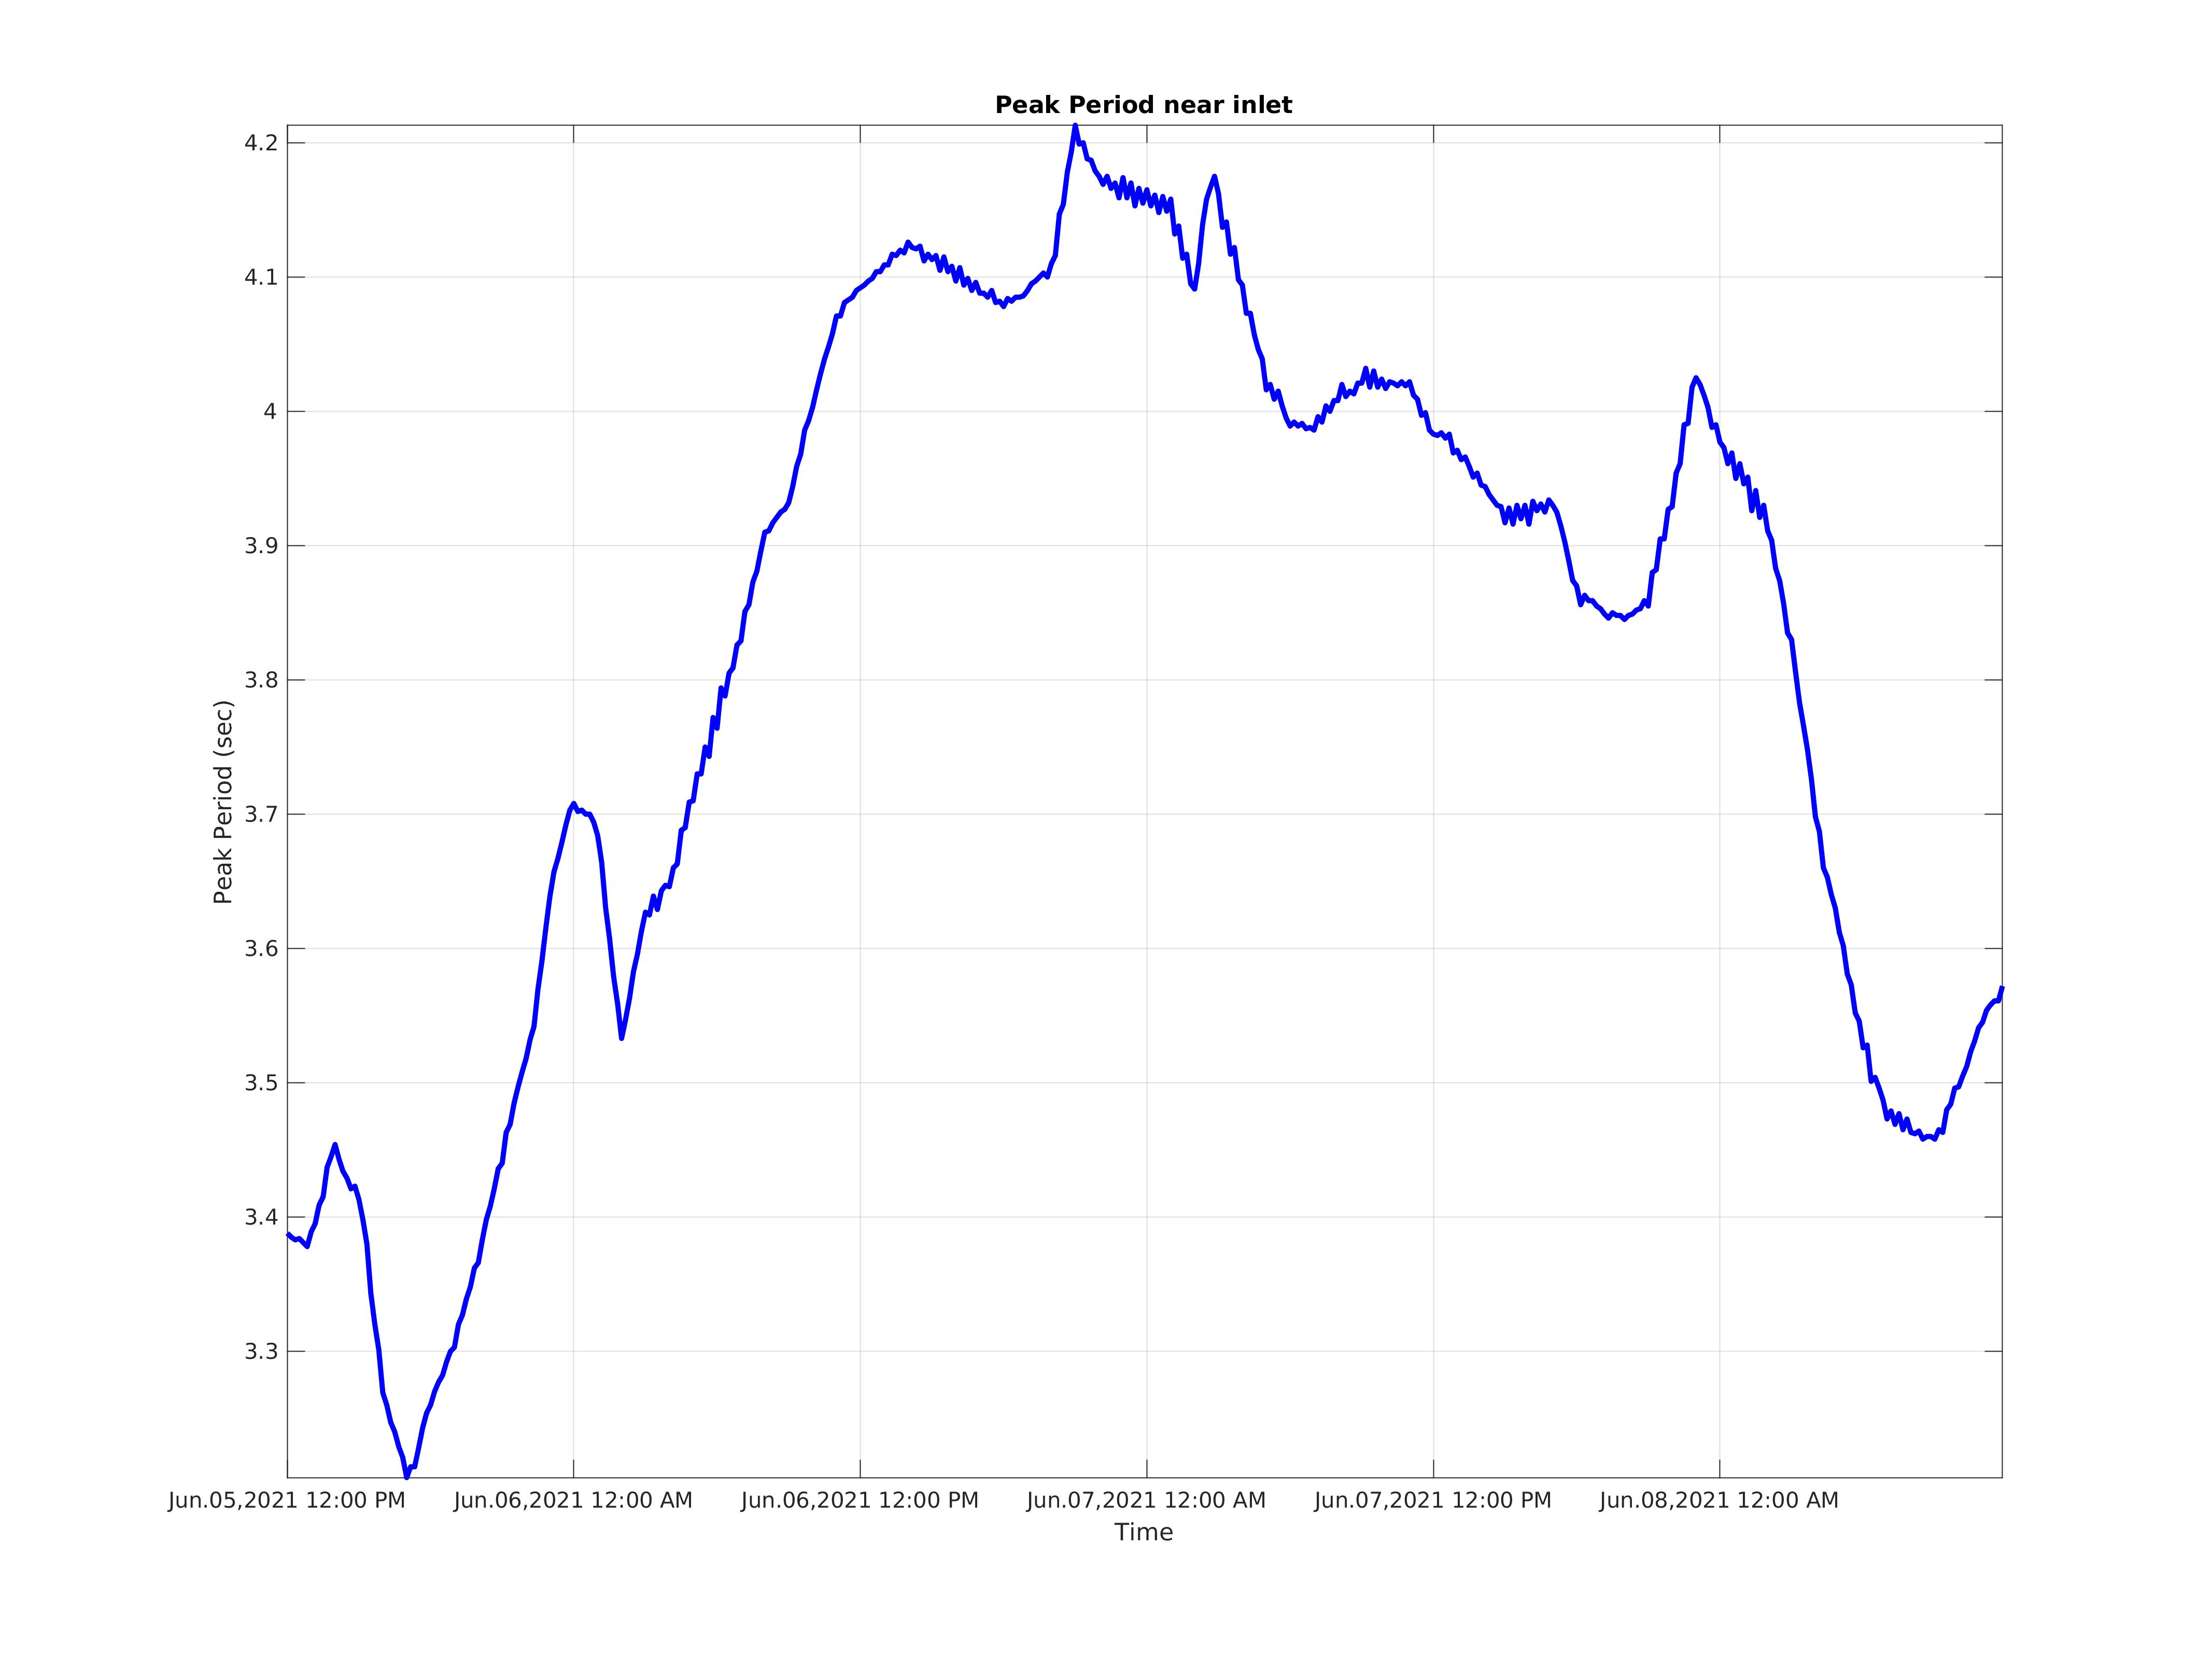 Peak Period near inlet
4.2
4.1
4
3.9
3.8
3.7
3.6
3.5
3.4
3.3
Peak Period (sec)
Jun.05,2021 12:00 PM Jun.06,2021 12:00 AM Jun.06,2021 12:00 PM Jun.07,2021 12:00 AM Jun.07,2021 12:00 PM Jun.08,2021 12:00 AM
Time